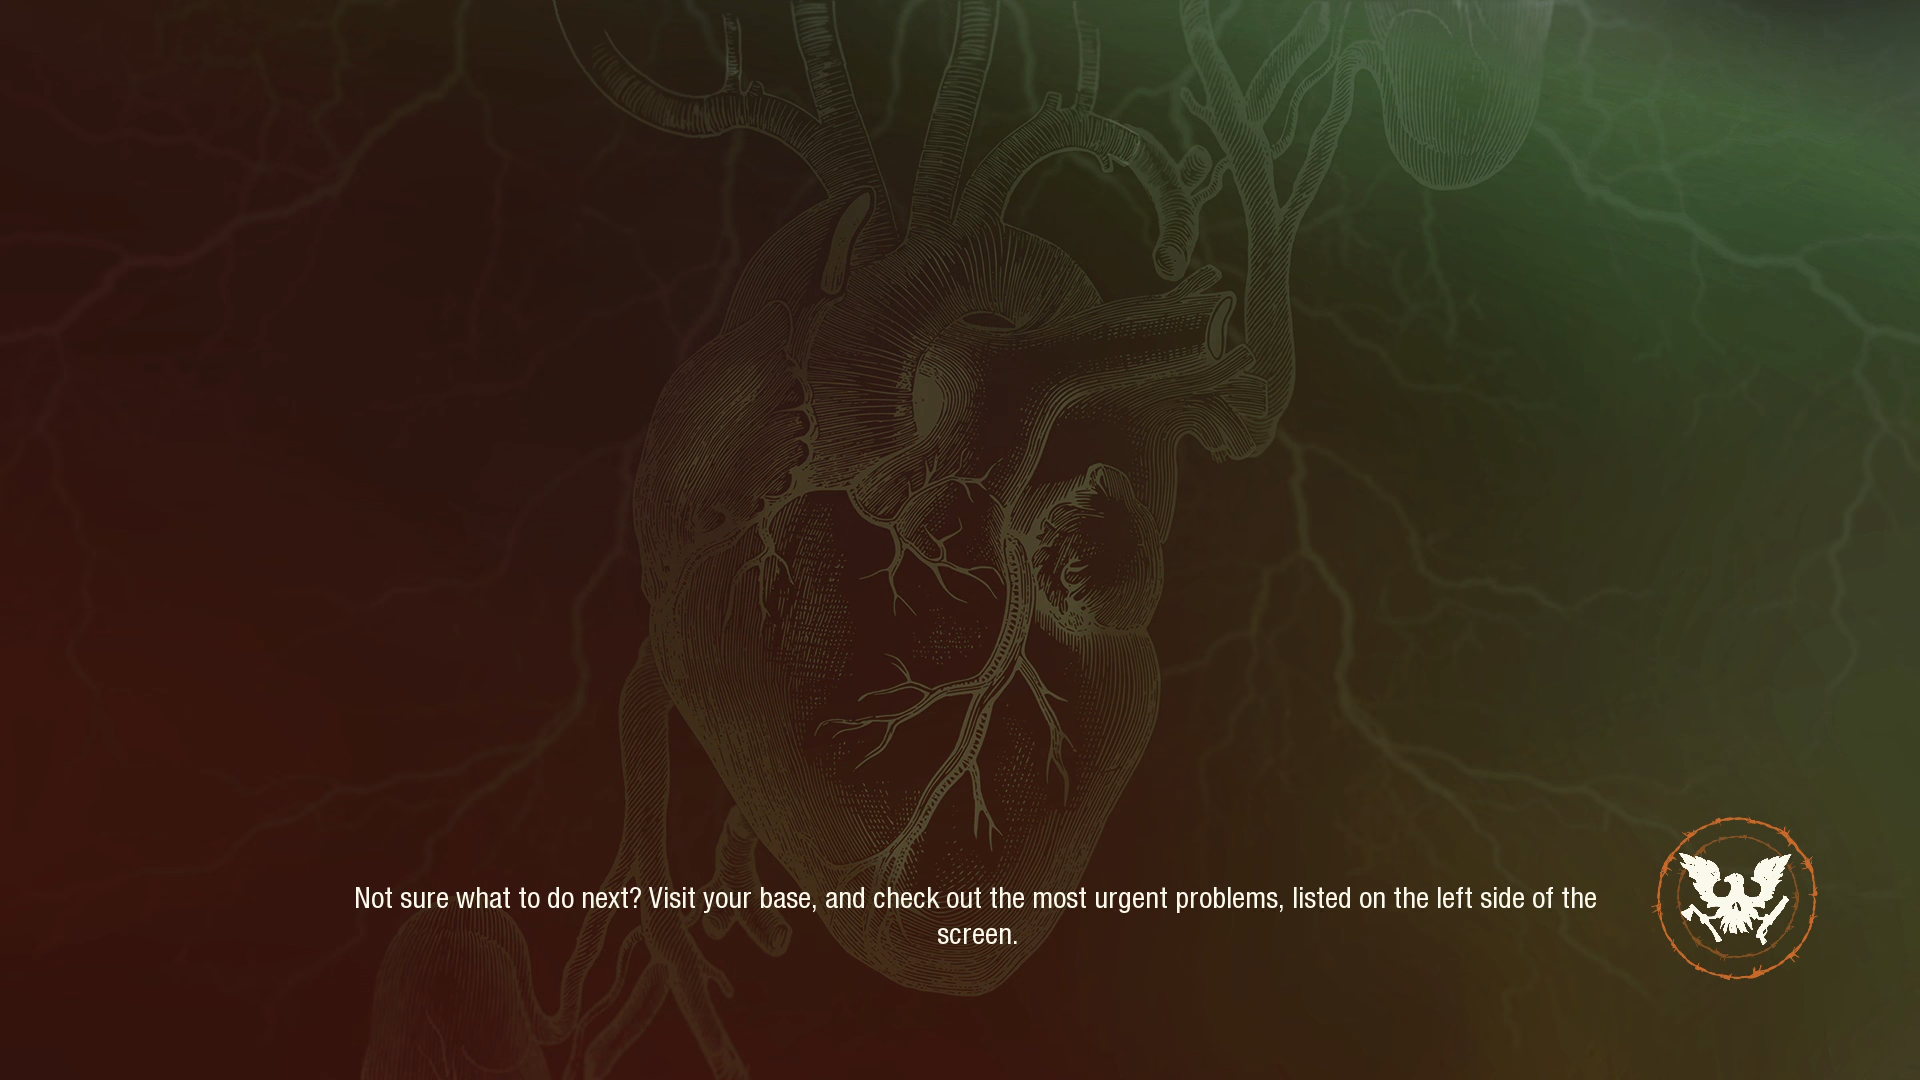 Not sure what to do next? Visit your base, and check out the most urgent problems, listed on the left side of the
screen.